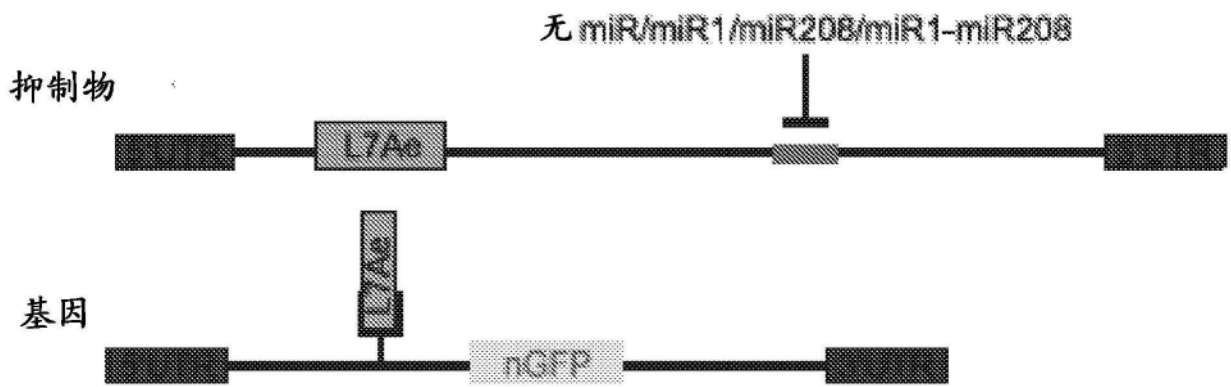 无 miR/miR1/miR208/miR1-miR208
抑制物
L7Ae
基因
L7Ae
nGFP